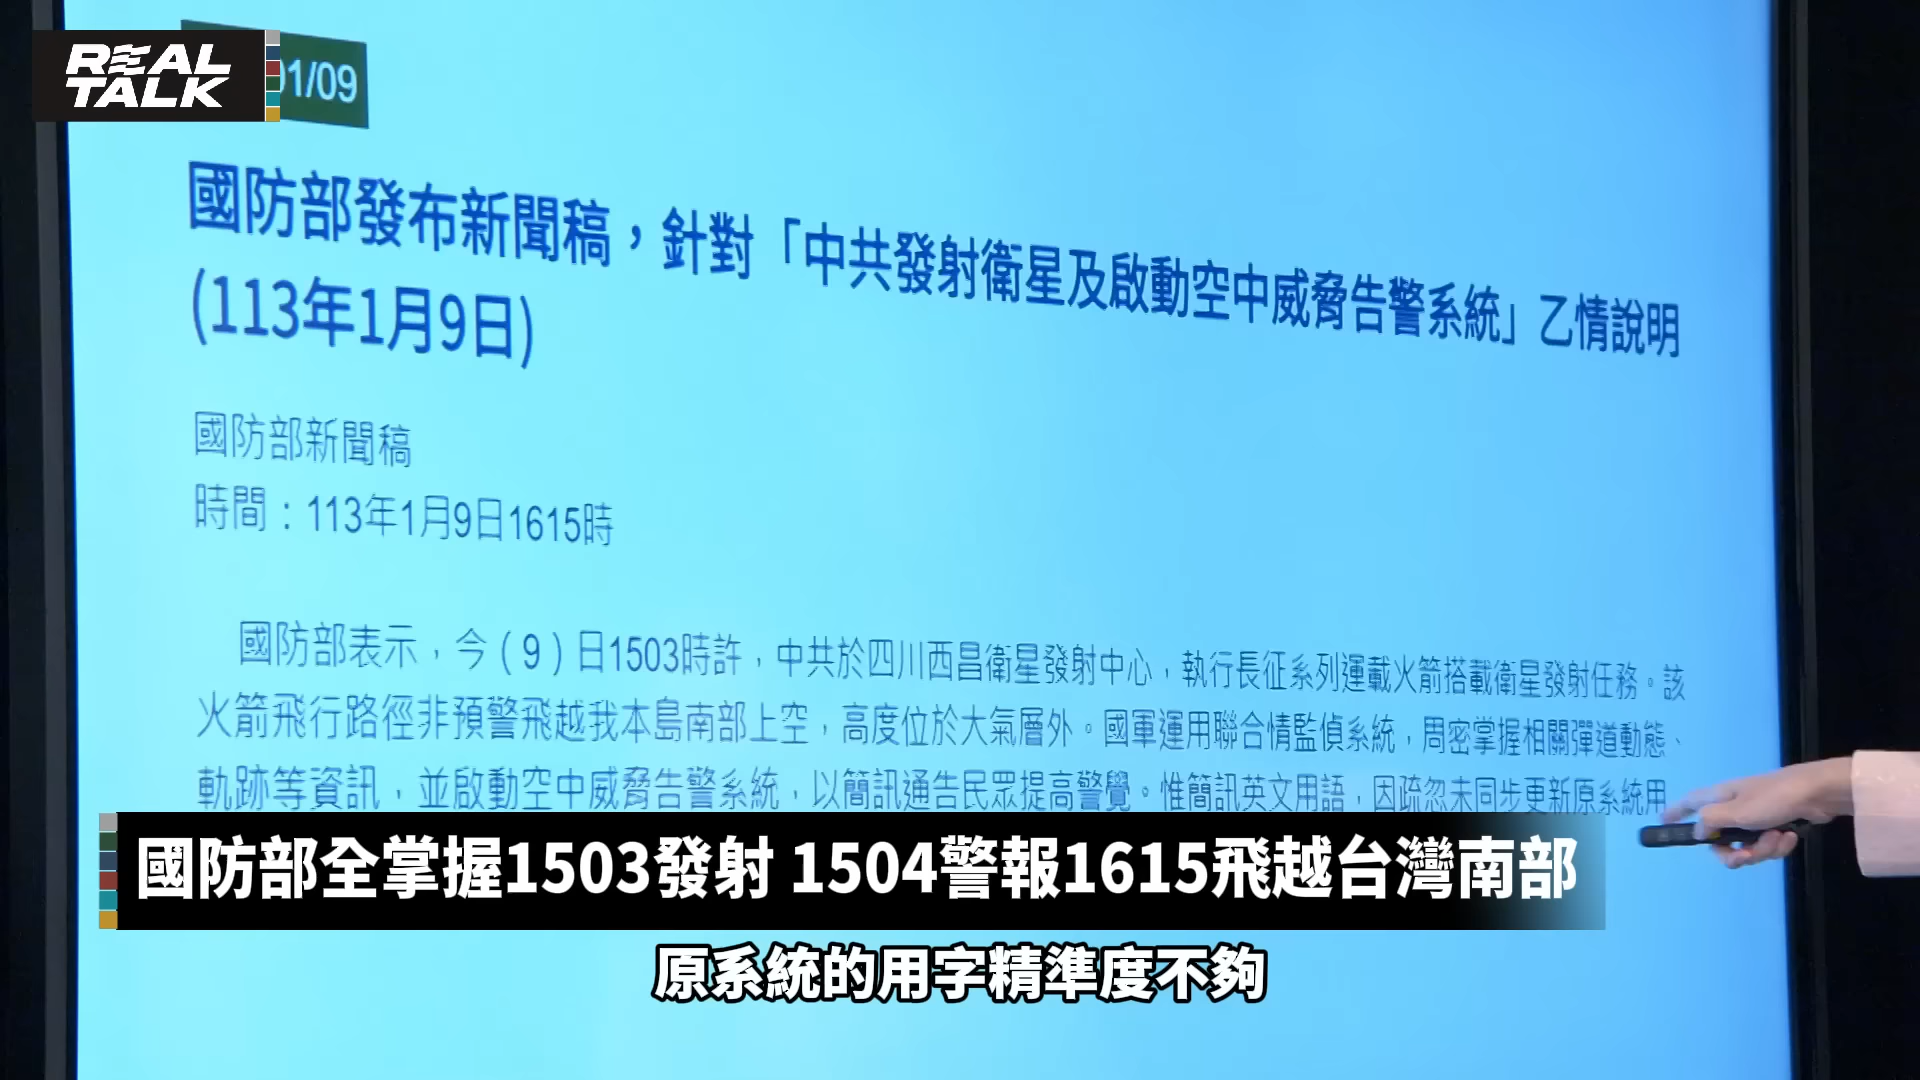 REAL
TALK
01/09
國防部發布新聞稿，針對「中共發射衛星及啟動空中威脅告警系統」乙情說明
(113年1月9日)
國防部新聞稿
時間：113年1月9日1615時
國防部表示，今（9）日1503時許，中共於四川西昌衛星發射中心，執行長征系列運載火箭搭載衛星發射任務。該
火箭飛行路徑非預警飛越我本島南部上空，高度位於大氣層外。國軍運用聯合情監偵系統，周密掌握相關彈道動態、
軌跡等資訊，並啟動空中威脅告警系統，以簡訊通告民眾提高警覺。惟簡訊英文用語，因疏忽未同步更新原系統用
國防部全掌握1503發射 1504警報1615飛越台灣南部
原系統的用字精準度不夠